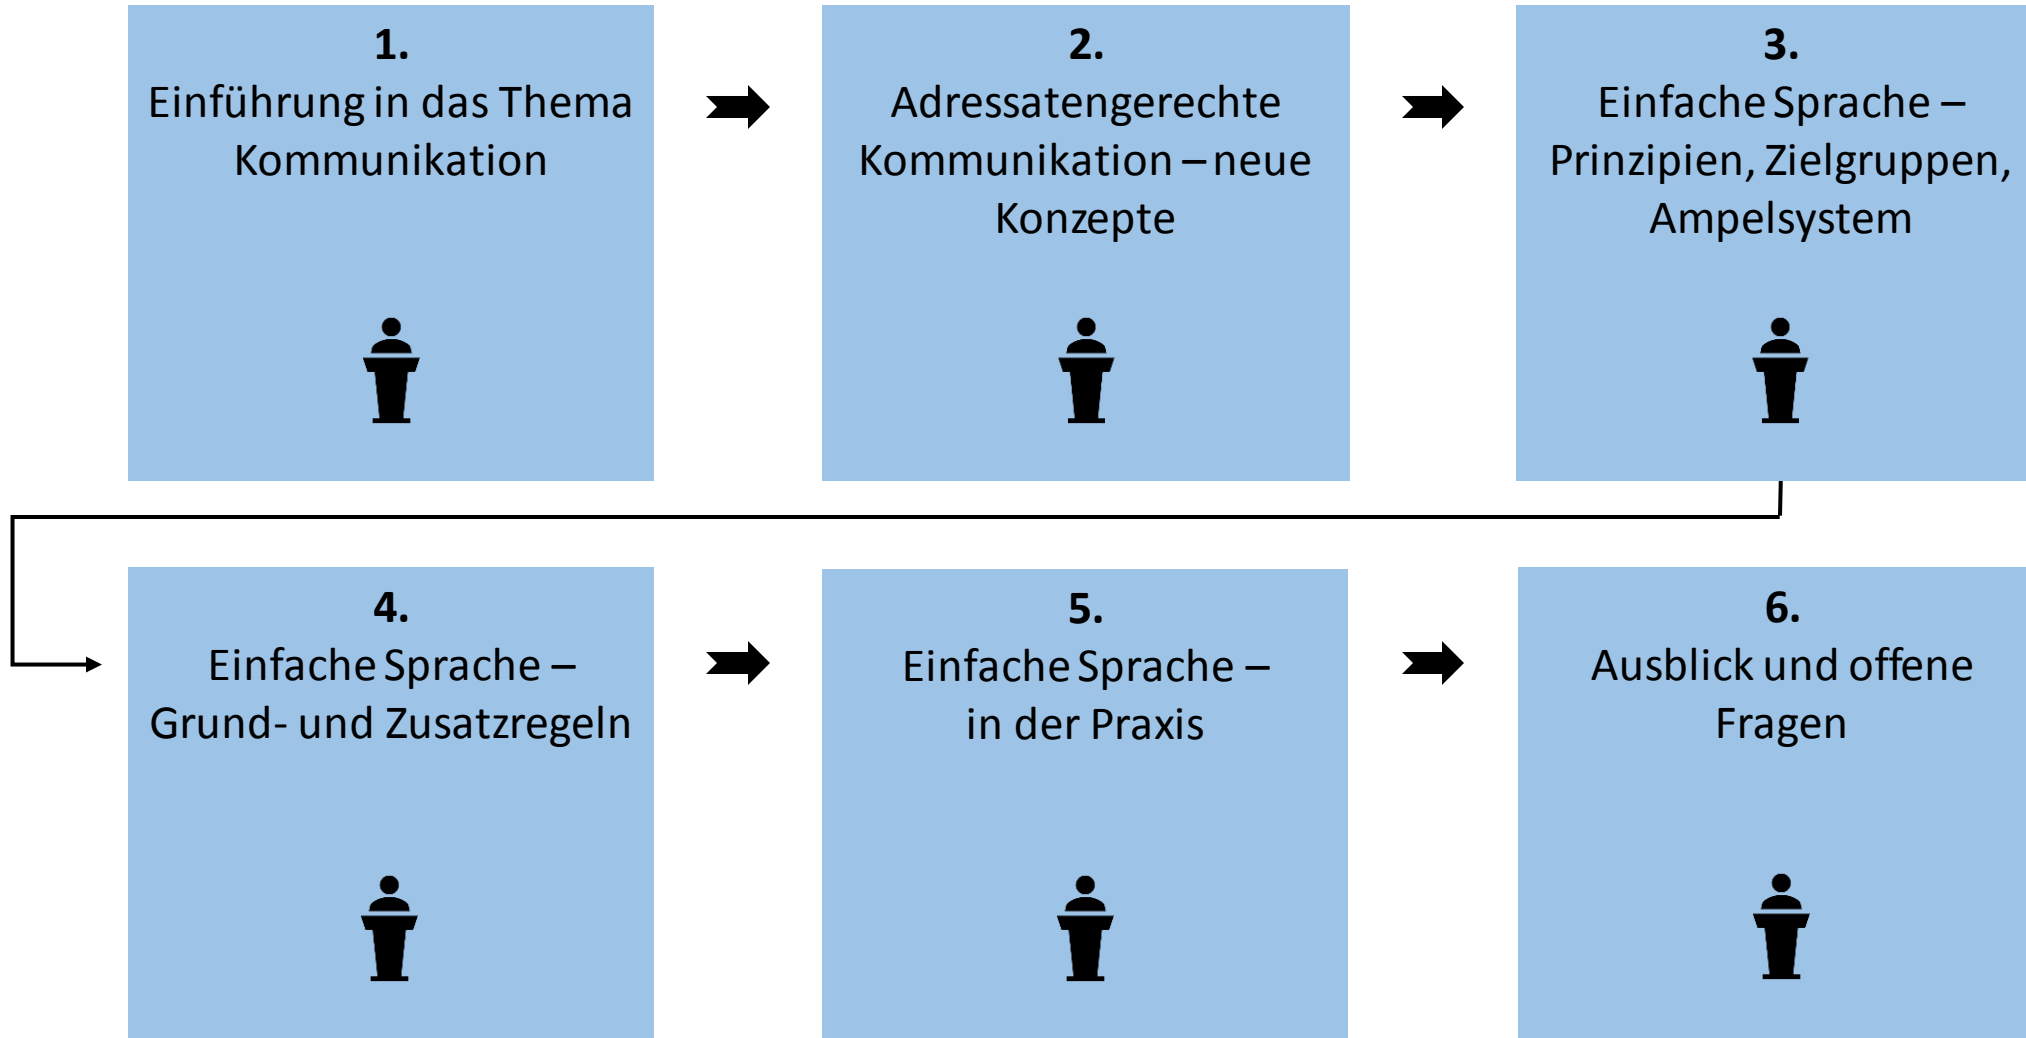 1.
Einführung in das Thema
Kommunikation
2.
Adressatengerechte
Kommunikation – neue
Konzepte
3.
Einfache Sprache –
Prinzipien, Zielgruppen,
Ampelsystem
4.
Einfache Sprache –
Grund- und Zusatzregeln
5.
Einfache Sprache –
in der Praxis
6.
Ausblick und offene
Fragen